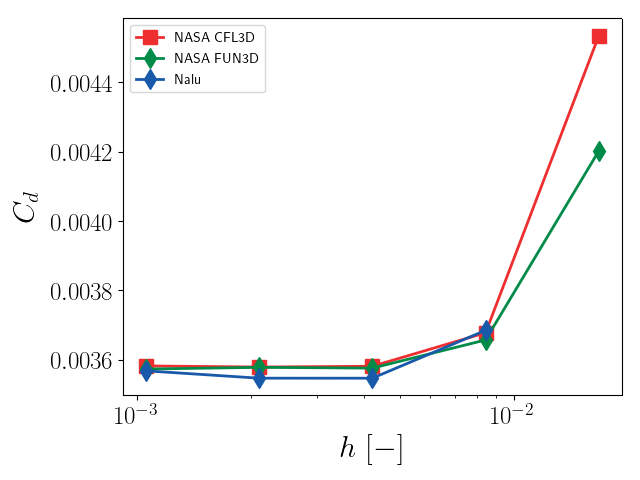 NASA CFL3D
NASA FUN3D
Nalu
0.0044
0.0042
0.0040
0.0038
0.0036
C_d
10^{-3}
10^{-2}
h [−]